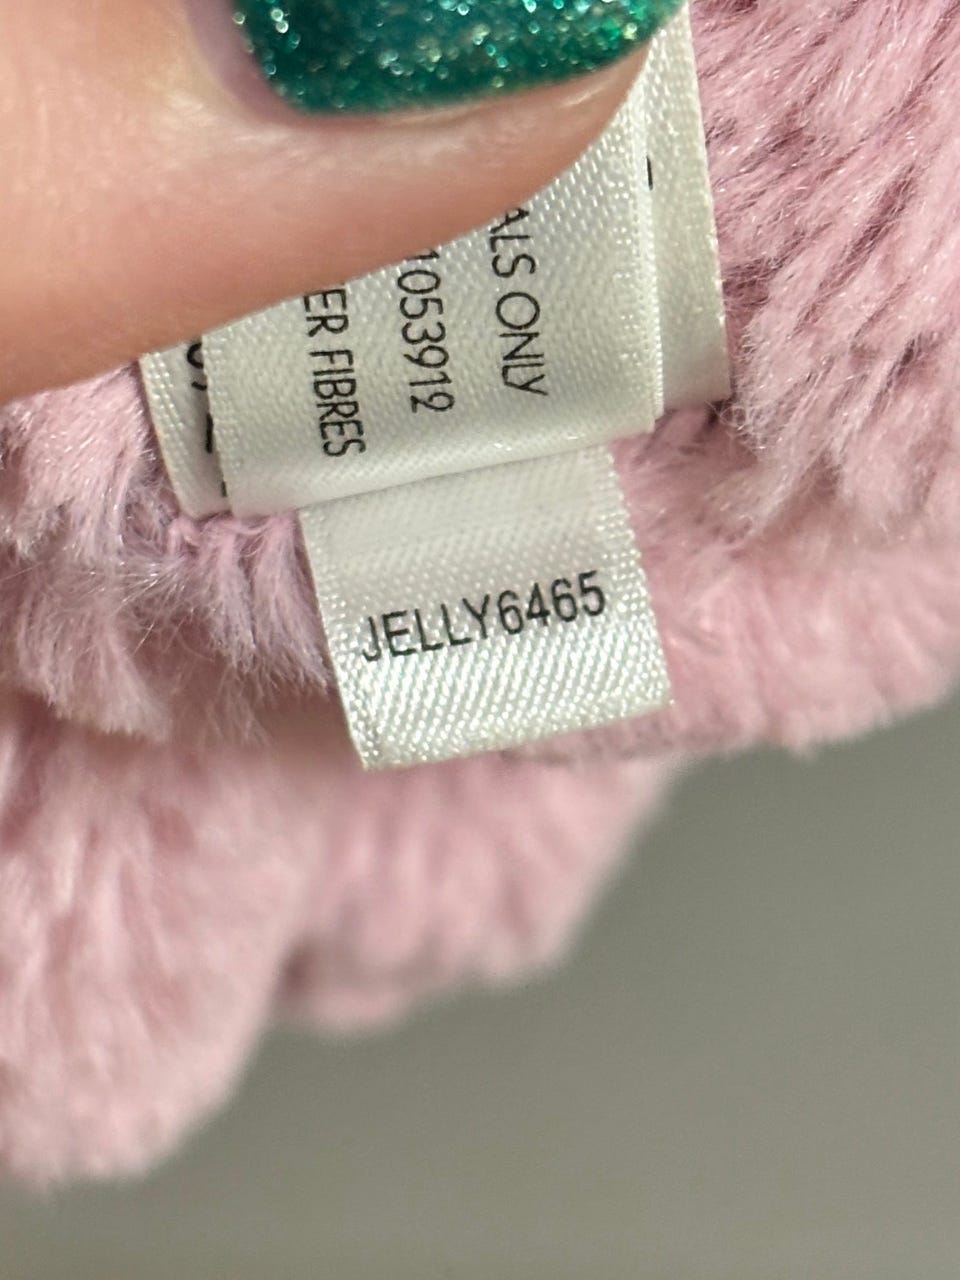 ALS ONLY
1053912
ER FIBRES
JELLY6465